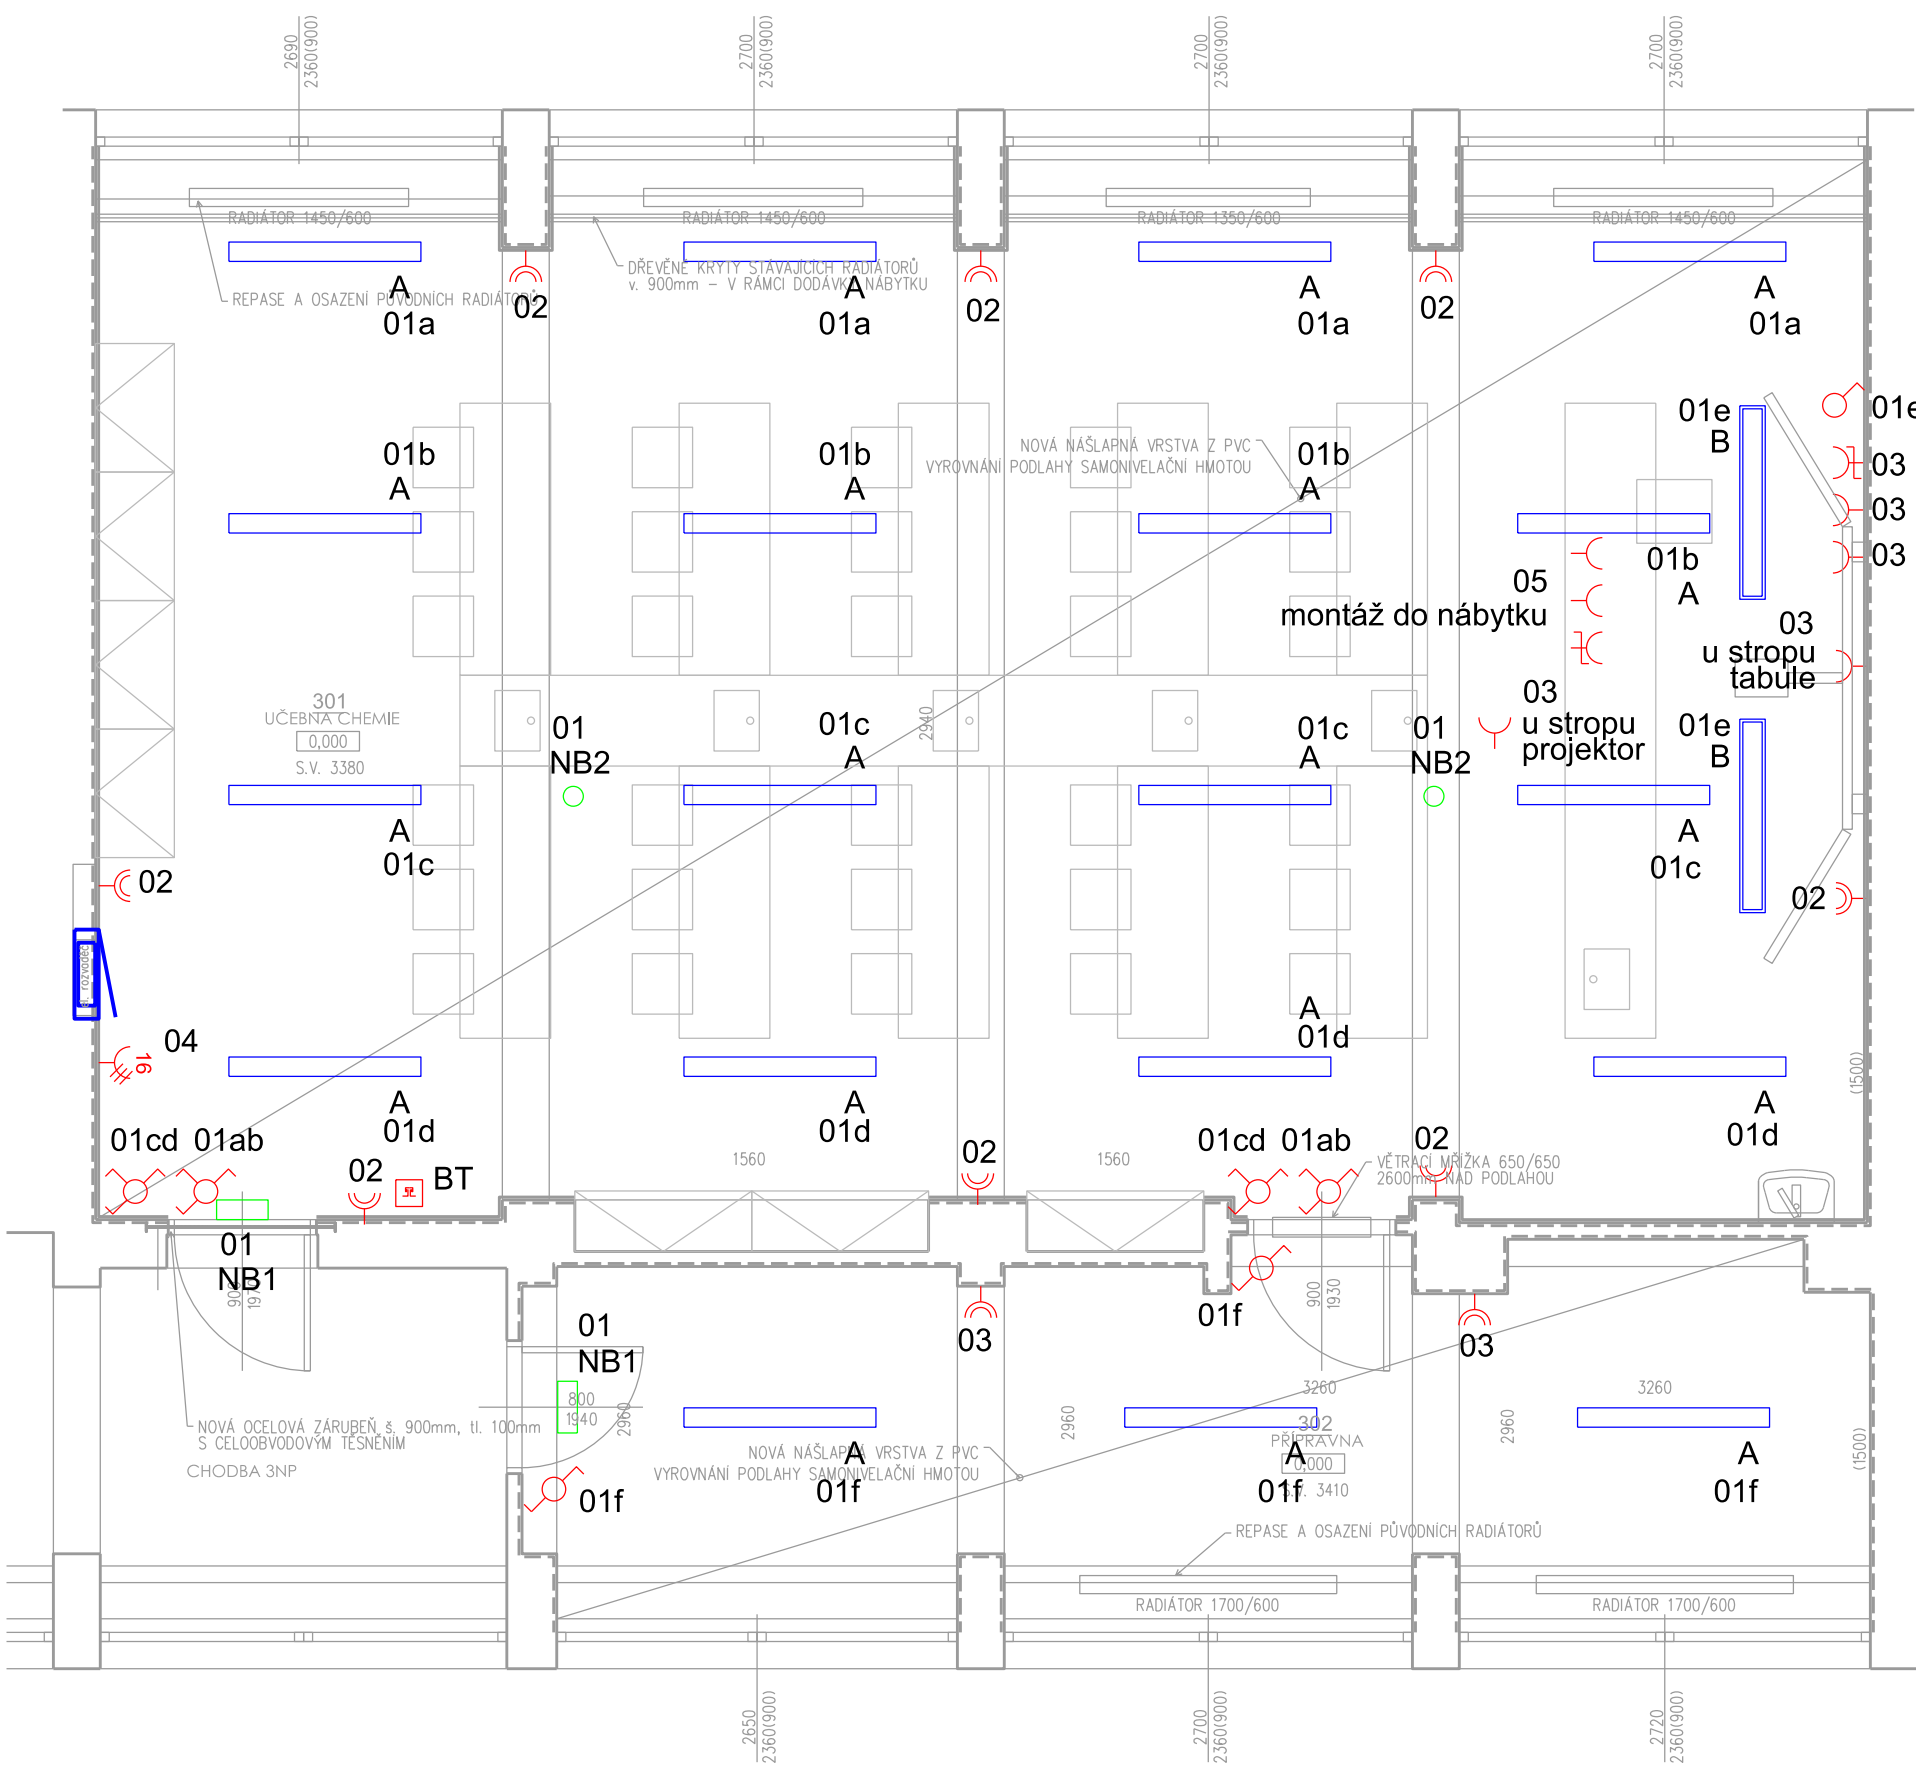 2690
2360(900)
2700
2360(900)
2700
2360(900)
2700
2360(900)
RADIÁTOR 1450/600
RADIÁTOR 1450/600
RADIÁTOR 1350/600
RADIÁTOR 1450/600
REPASE A OSAZENÍ PŮVODNÍCH RADIÁTORŮ
DŘEVĚNÉ KRYTY STÁVAJÍCÍCH RADIÁTORŮ
v. 900mm – V RÁMCI DODÁVKY NÁBYTKU
A
01a
02
A
01a
02
A
01a
02
A
01a
01e
B
01e
03
03
03
01b
A
01b
A
NOVÁ NÁŠLAPNÁ VRSTVA Z PVC
VYROVNÁNÍ PODLAHY SAMONIVELAČNÍ HMOTOU
01b
A
01b
A
05
montáž do nábytku
03
u stropu
tabule
03
u stropu
projektor
301
UČEBNA CHEMIE
0,000
S.V. 3380
01
NB2
01c
A
2940
01c
A
01
NB2
01e
B
A
01c
A
01c
02
02
el. rozvaděč
04
16
A
01d
A
01d
A
01d
A
01d
(1500)
01cd
01ab
02
BT
1560
02
1560
01cd
01ab
02
VĚTRACÍ MŘÍŽKA 650/650
2600mm NAD PODLAHOU
01
NB1
900
1970
01
NB1
800
1940
2960
03
01f
900
1930
03
3260
3260
2960
2960
302
PŘÍPRAVNA
0,000
S.V. 3410
NOVÁ OCELOVÁ ZÁRUBEŇ š. 900mm, tl. 100mm
S CELOOBVODOVÝM TĚSNĚNÍM
CHODBA 3NP
NOVÁ NÁŠLAPNÁ VRSTVA Z PVC
VYROVNÁNÍ PODLAHY SAMONIVELAČNÍ HMOTOU
01f
A
01f
A
01f
A
01f
(1500)
REPASE A OSAZENÍ PŮVODNÍCH RADIÁTORŮ
RADIÁTOR 1700/600
RADIÁTOR 1700/600
2650
2360(900)
2700
2360(900)
2720
2360(900)